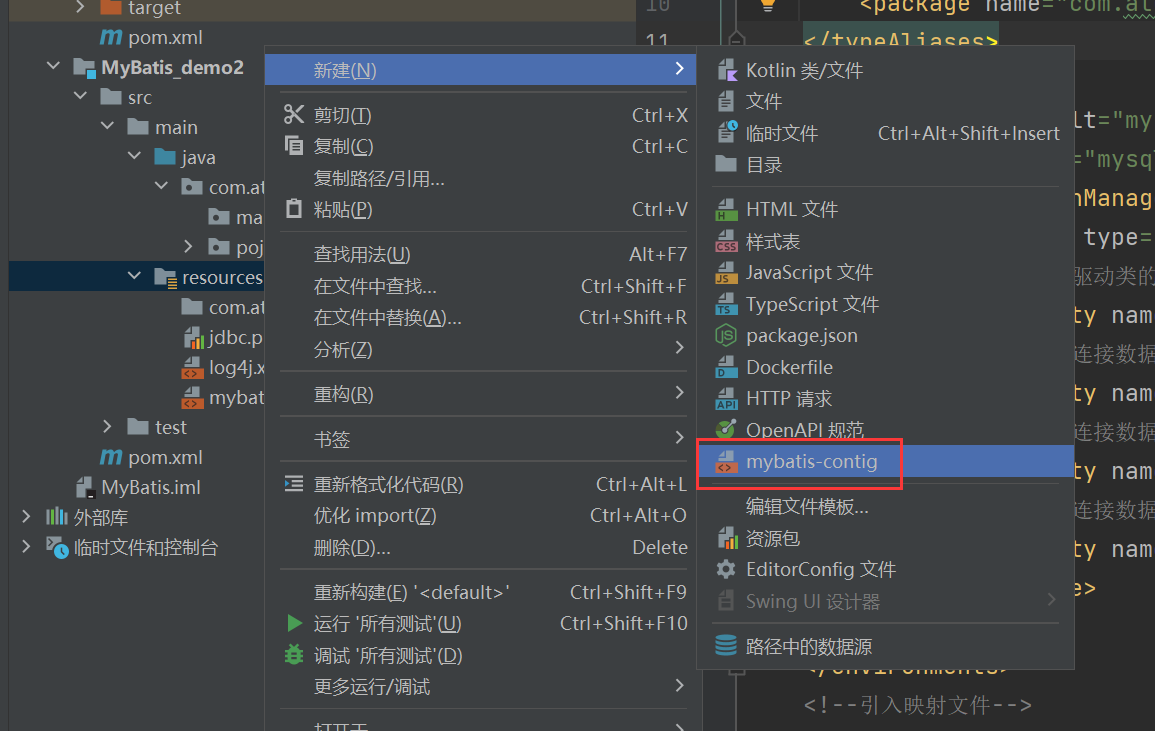 target
pom.xml
MyBatis_demo2
src
main
java
com.at
ma
poj
resources
com.at
jdbc.p
log4j.x
mybat
test
pom.xml
MyBatis.iml
外部库
临时文件和控制台
新建(N)
剪切(T) Ctrl+X
复制(C) Ctrl+C
复制路径/引用...
粘贴(P) Ctrl+V
查找用法(U) Alt+F7
在文件中查找... Ctrl+Shift+F
在文件中替换(A)... Ctrl+Shift+R
分析(Z)
重构(R)
书签
重新格式化代码(R) Ctrl+Alt+L
优化 import(Z) Ctrl+Alt+O
删除(D)... Delete
重新构建(E) '<default>' Ctrl+Shift+F9
运行 '所有测试'(U) Ctrl+Shift+F10
调试 '所有测试'(D)
更多运行/调试
打开于
Kotlin 类/文件
文件
临时文件 Ctrl+Alt+Shift+Insert
目录
HTML 文件
样式表
JavaScript 文件
TypeScript 文件
package.json
Dockerfile
HTTP 请求
OpenAPI 规范
mybatis-contig
编辑文件模板...
资源包
EditorConfig 文件
Swing UI 设计器
路径中的数据源
10 <package name="com.at
11 </typeAliases>
lt="my
="mysq
nManag
type=
驱动类的
ty nam
连接数据
ty nam
连接数据
ty nam
连接数据
ty nam
e>
</environments>
<!--引入映射文件-->